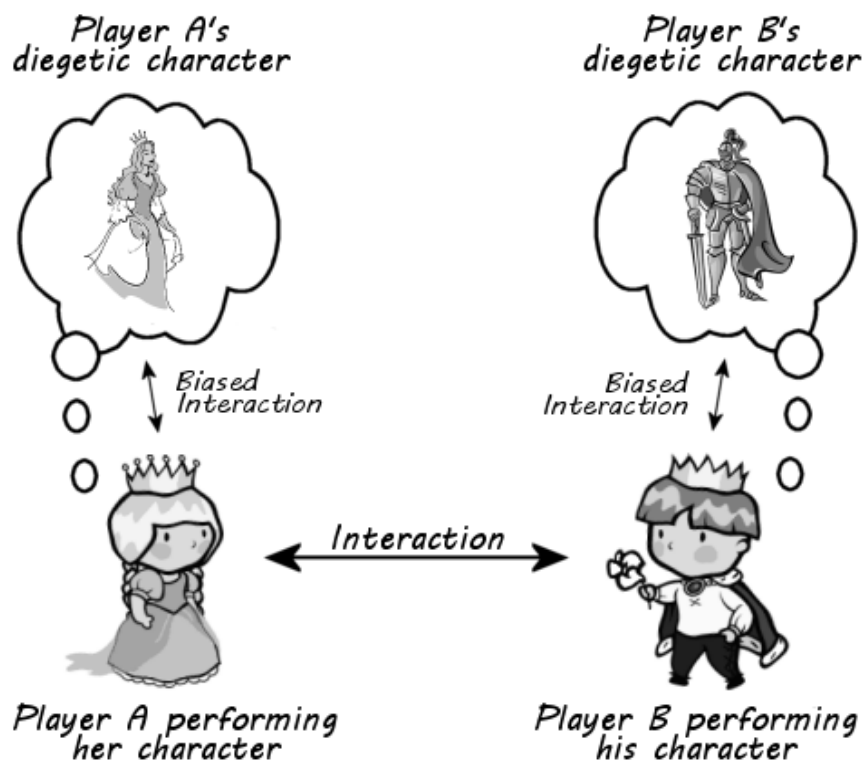 Player A's
diegetic character
Player B's
diegetic character
Biased
Interaction
Biased
Interaction
Interaction
Player A performing
her character
Player B performing
his character